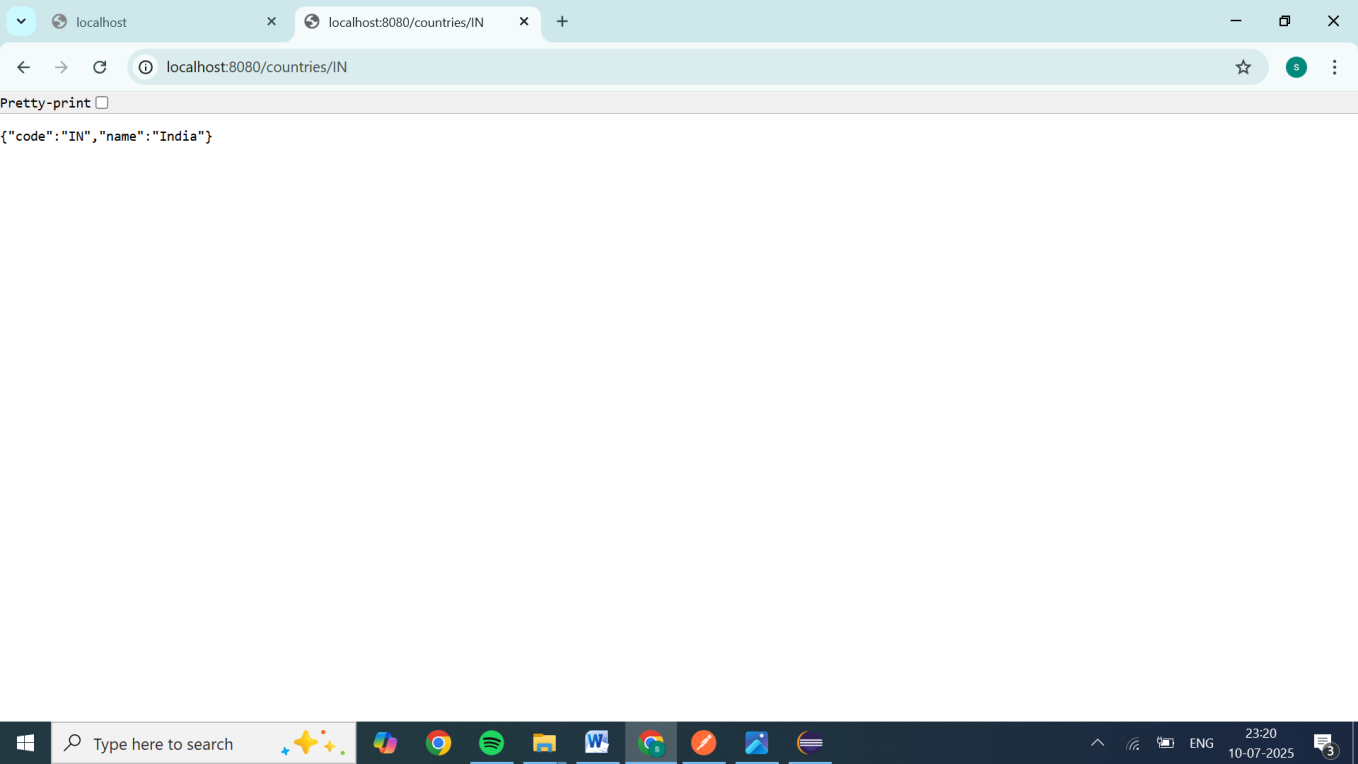 localhost
localhost:8080/countries/IN
localhost:8080/countries/IN
s
Pretty-print
{"code":"IN","name":"India"}
Type here to search
W
s
ENG
23:20
10-07-2025
3